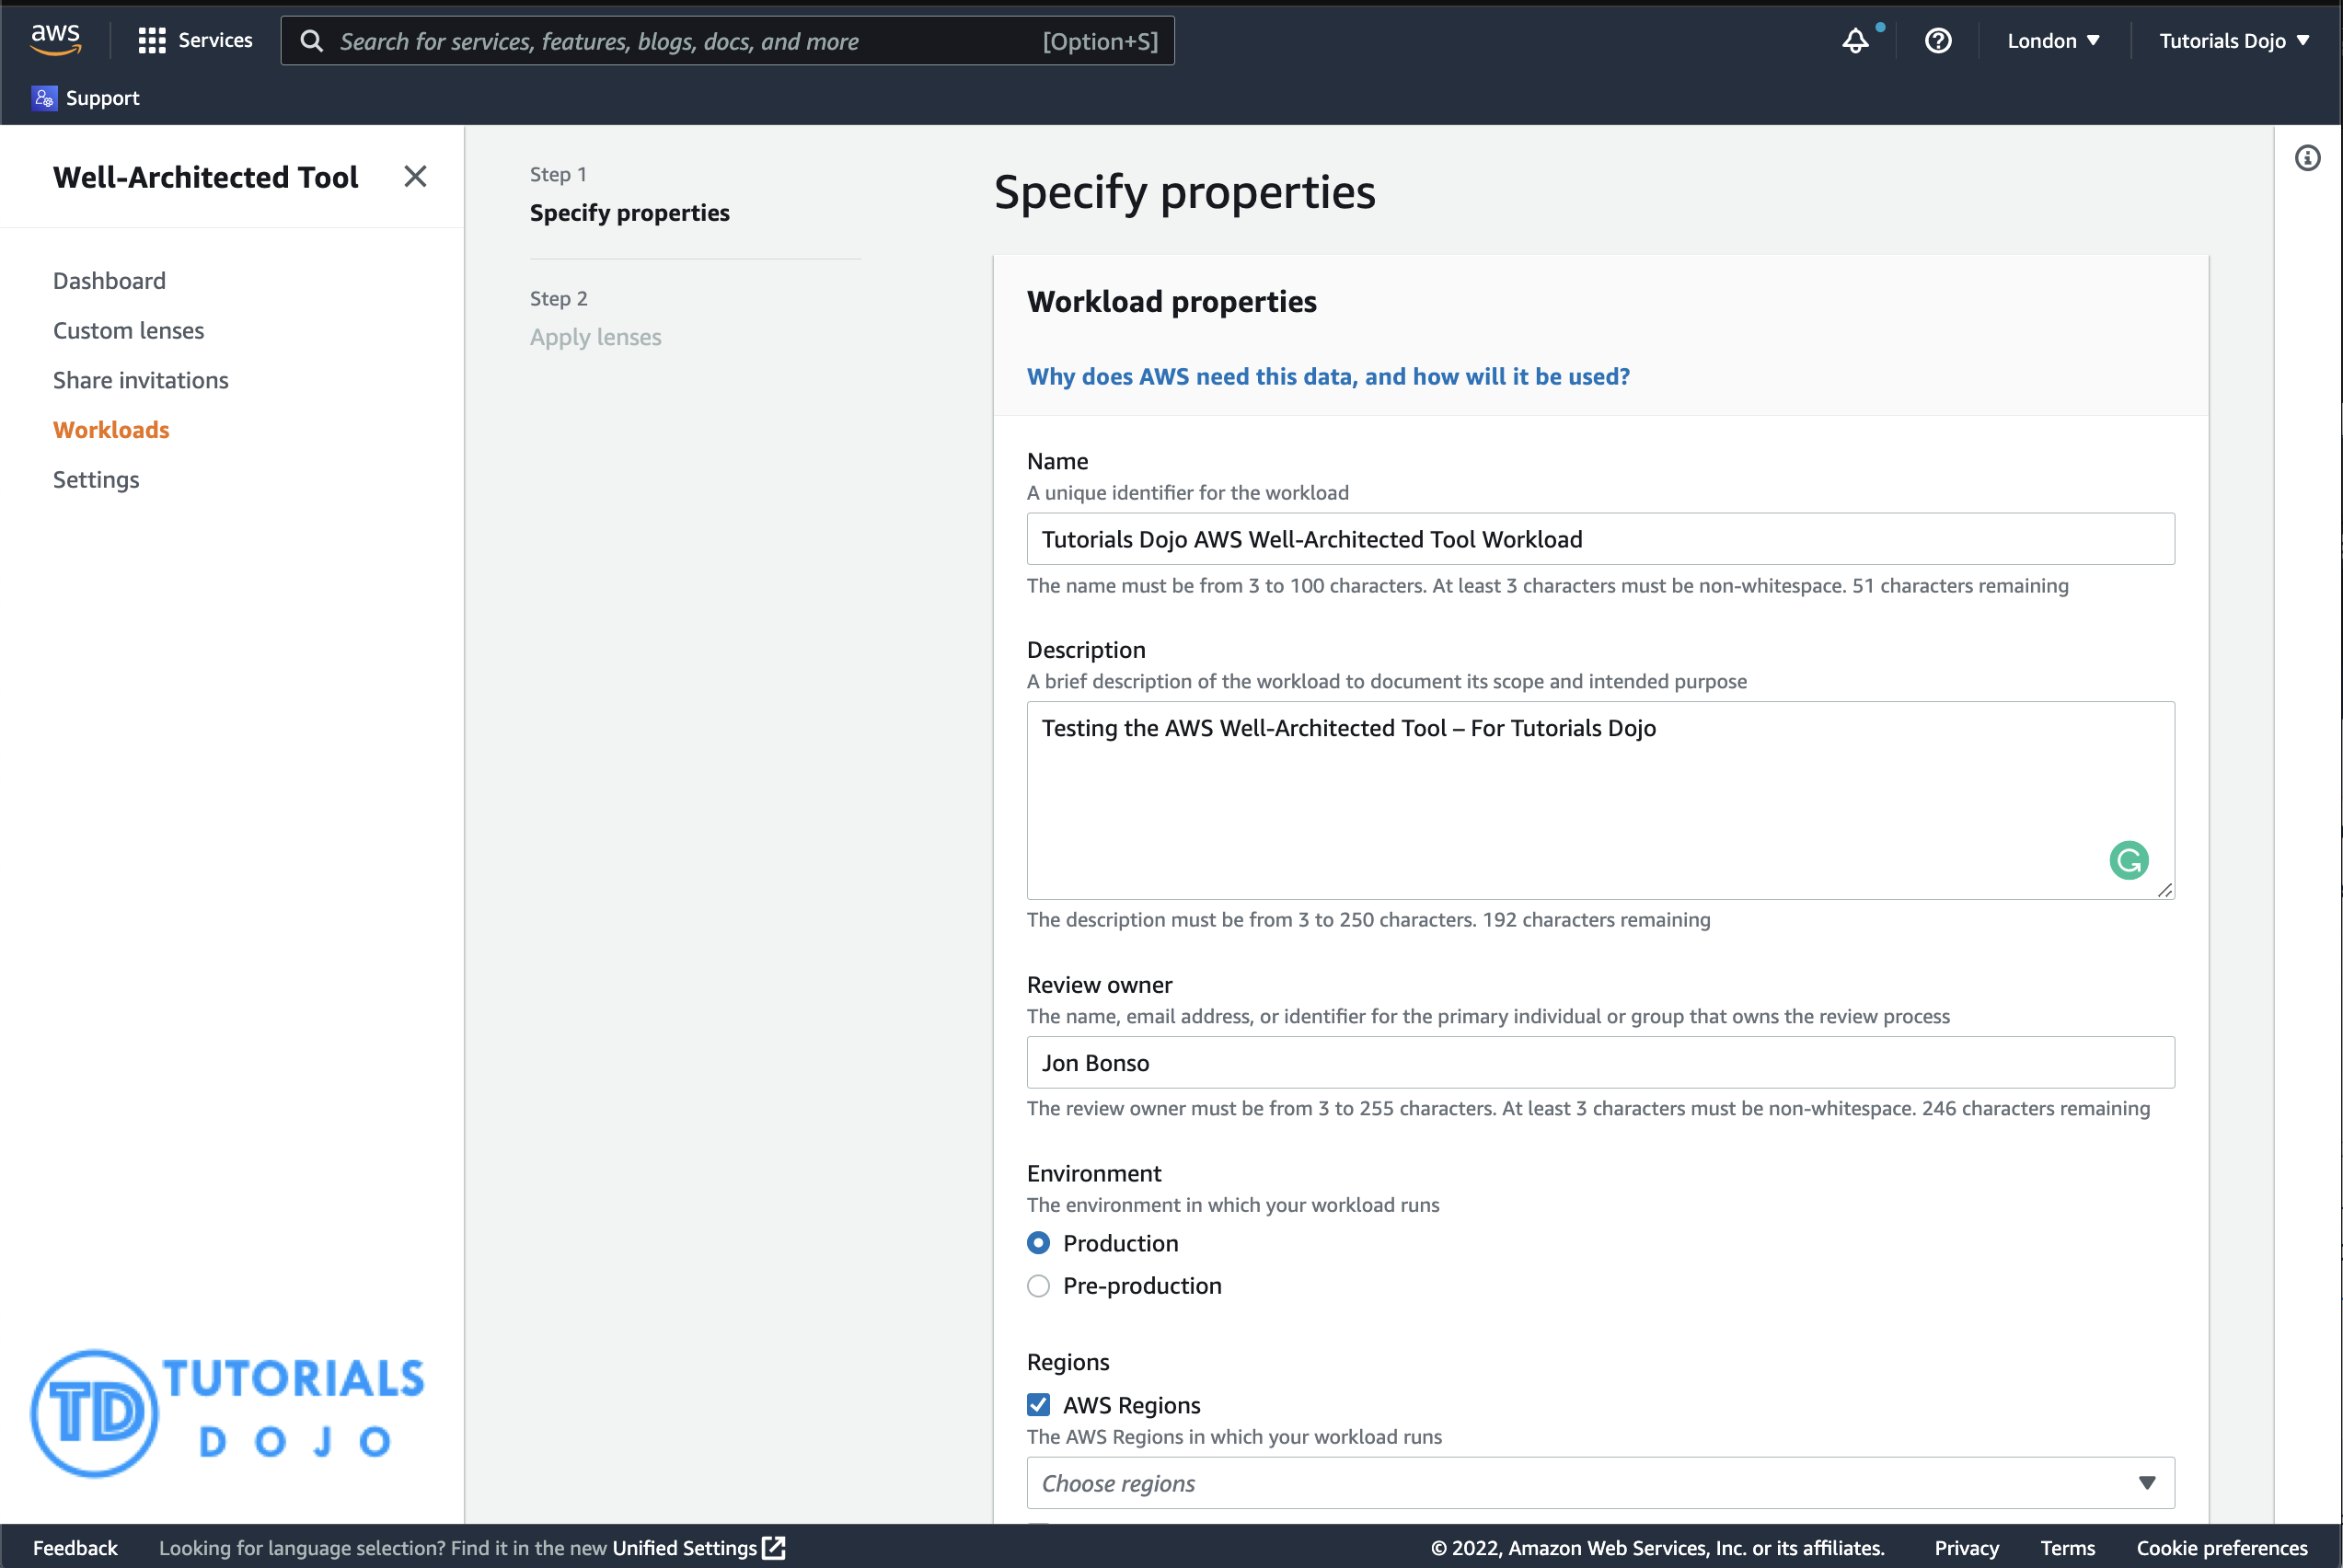 aws
Services
Search for services, features, blogs, docs, and more
[Option+S]
London
Tutorials Dojo
Support
Well-Architected Tool
Dashboard
Custom lenses
Share invitations
Workloads
Settings
TD
TUTORIALS
DOJO
Step 1
Specify properties
Step 2
Apply lenses
Specify properties
Workload properties
Why does AWS need this data, and how will it be used?
Name
A unique identifier for the workload
Tutorials Dojo AWS Well-Architected Tool Workload
The name must be from 3 to 100 characters. At least 3 characters must be non-whitespace. 51 characters remaining
Description
A brief description of the workload to document its scope and intended purpose
Testing the AWS Well-Architected Tool – For Tutorials Dojo
The description must be from 3 to 250 characters. 192 characters remaining
Review owner
The name, email address, or identifier for the primary individual or group that owns the review process
Jon Bonso
The review owner must be from 3 to 255 characters. At least 3 characters must be non-whitespace. 246 characters remaining
Environment
The environment in which your workload runs
Production
Pre-production
Regions
AWS Regions
The AWS Regions in which your workload runs
Choose regions
Feedback
Looking for language selection? Find it in the new Unified Settings
© 2022, Amazon Web Services, Inc. or its affiliates.
Privacy
Terms
Cookie preferences